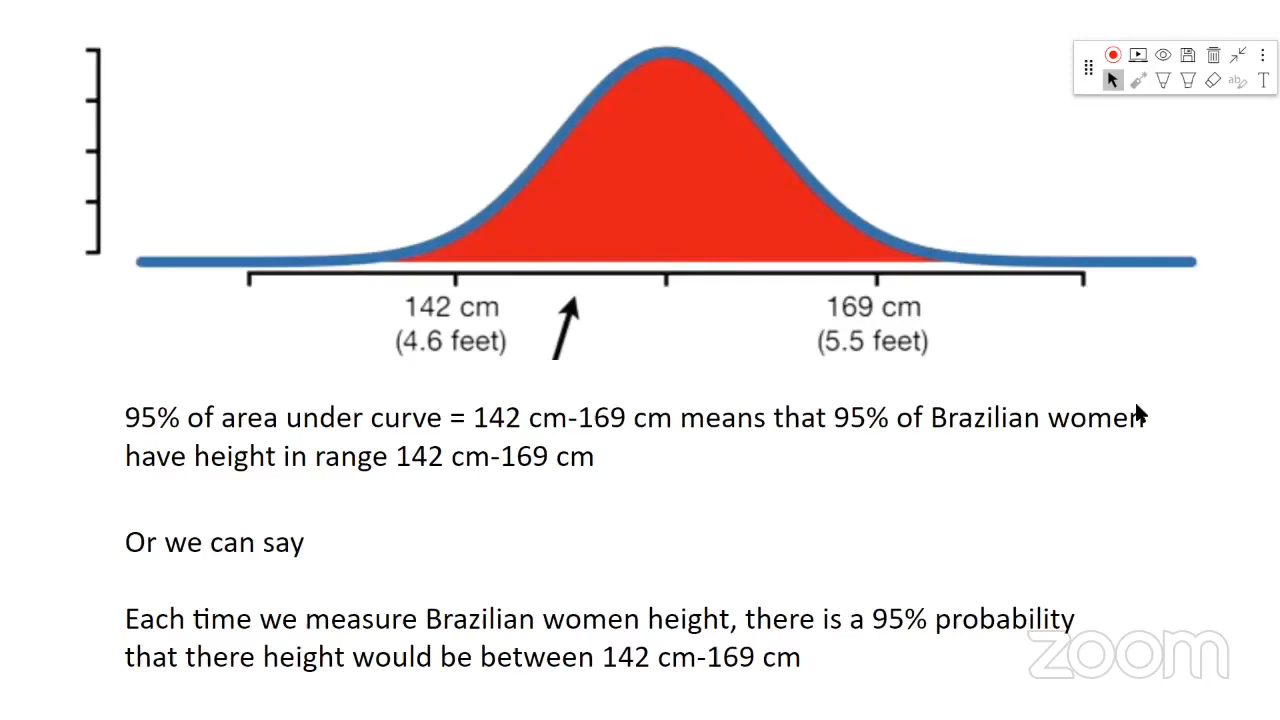 142 cm
(4.6 feet)
169 cm
(5.5 feet)
95% of area under curve = 142 cm-169 cm means that 95% of Brazilian women
have height in range 142 cm-169 cm
Or we can say
Each time we measure Brazilian women height, there is a 95% probability
that there height would be between 142 cm-169 cm
zoom
ab
T